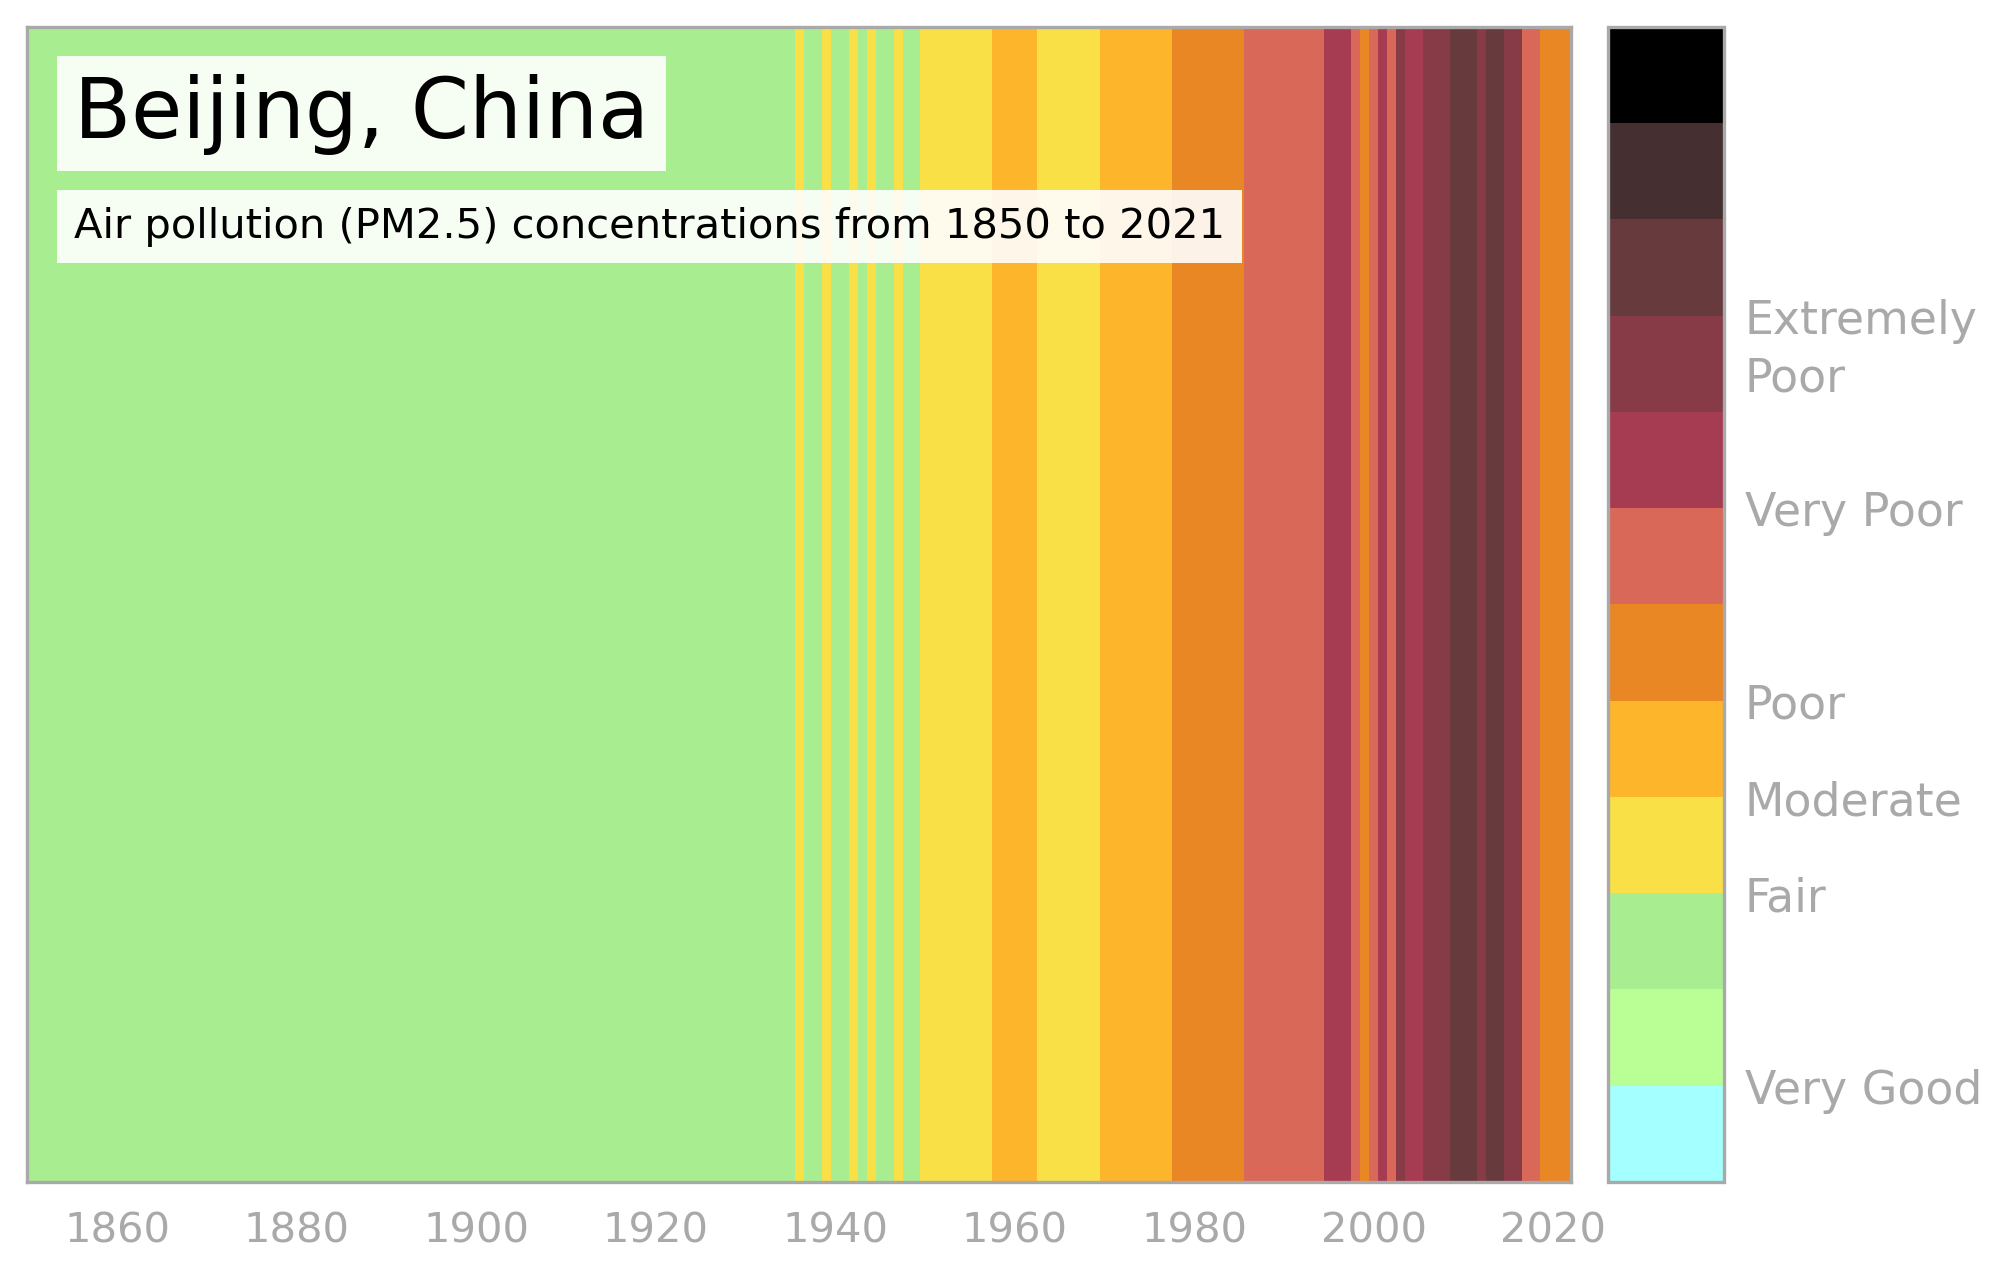 Beijing, China
Air pollution (PM2.5) concentrations from 1850 to 2021
Extremely
Poor
Very Poor
Poor
Moderate
Fair
Very Good
1860 1880 1900 1920 1940 1960 1980 2000 2020